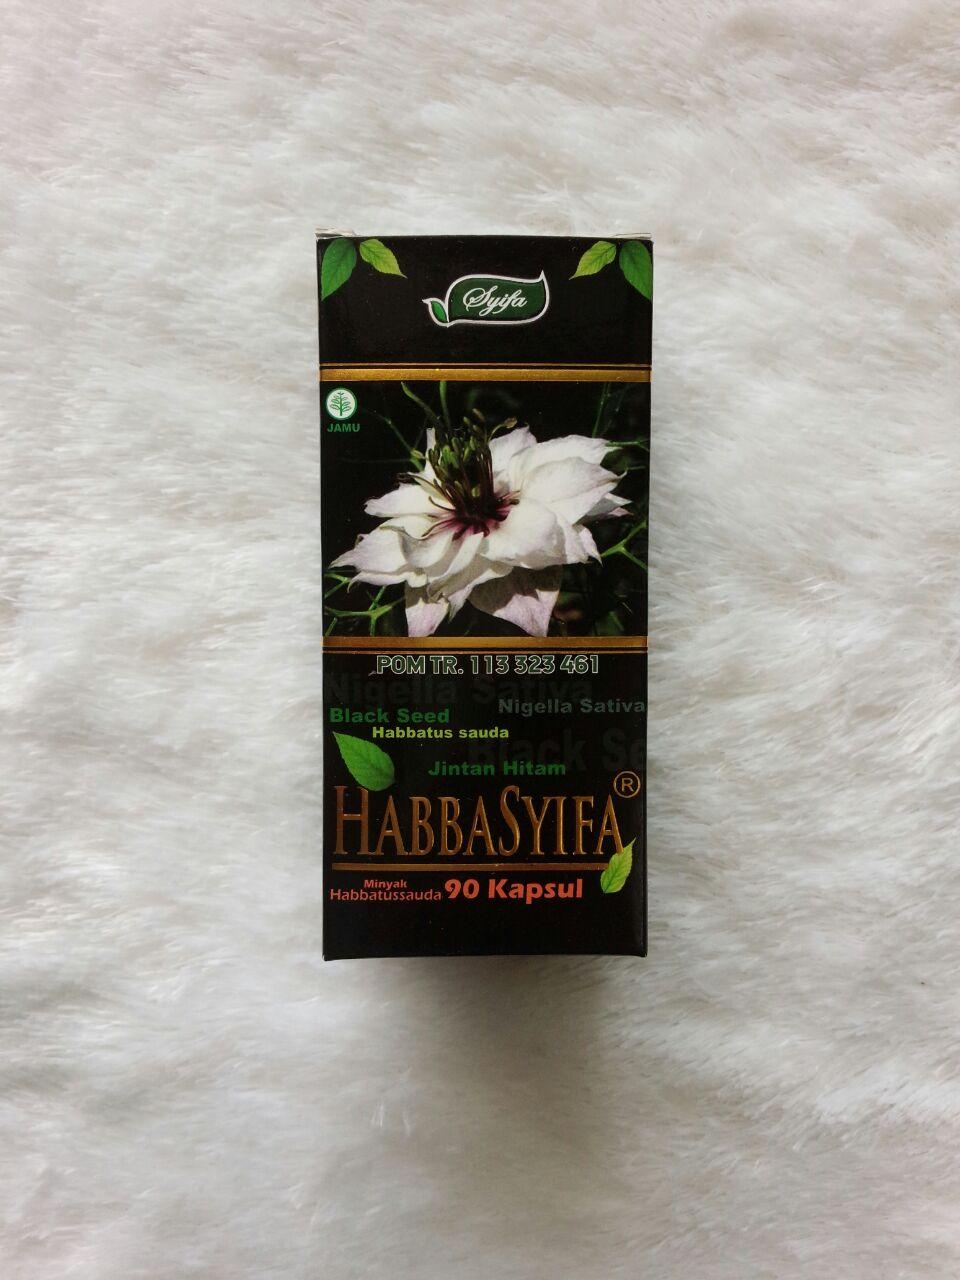 Syifa
JAMU
POM TR. 113 323 461
Nigella Sativa
Nigella Sativa
Black Seed
Habbatus sauda
Black Se
Jintan Hitam
HABBASYIFA®
Minyak
Habbatussauda 90 Kapsul